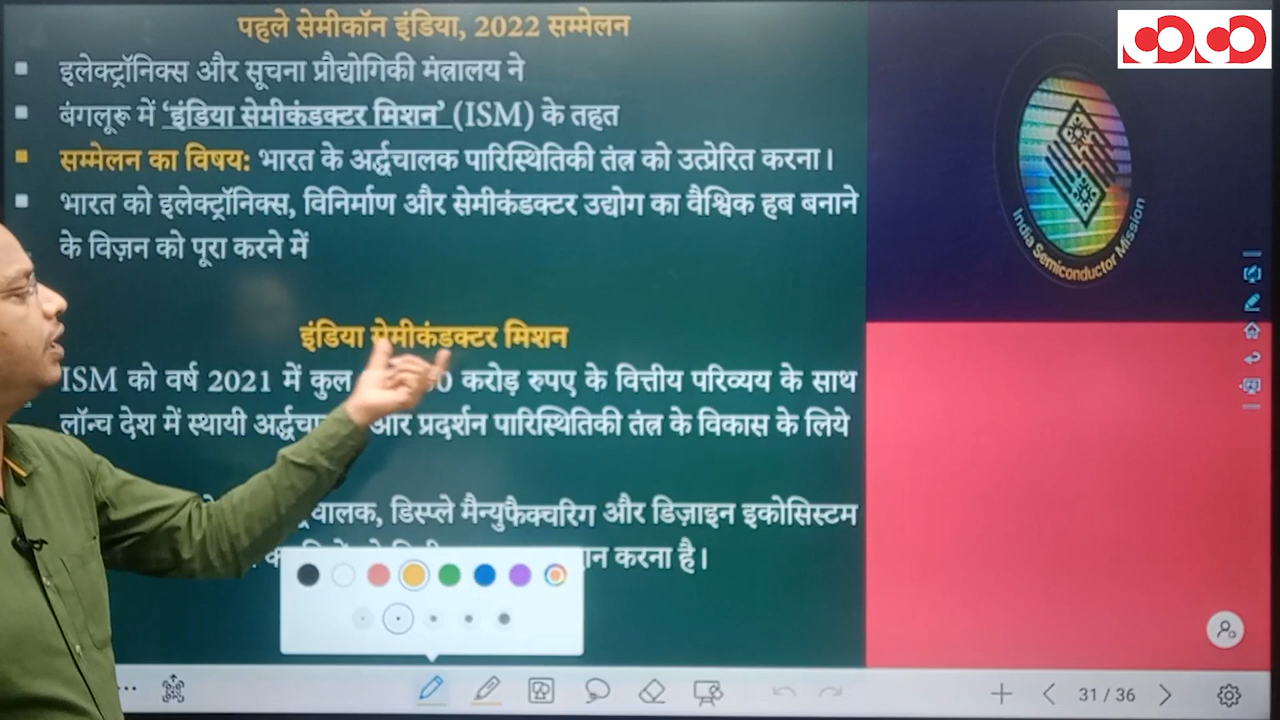 पहले सेमीकॉन इंडिया, 2022 सम्मेलन
इलेक्ट्रॉनिक्स और सूचना प्रौद्योगिकी मंत्रालय ने
बंगलूरू में ‘इंडिया सेमीकंडक्टर मिशन’ (ISM) के तहत
सम्मेलन का विषय: भारत के अर्द्धचालक पारिस्थितिकी तंत्र को उत्प्रेरित करना।
भारत को इलेक्ट्रॉनिक्स, विनिर्माण और सेमीकंडक्टर उद्योग का वैश्विक हब बनाने
के विज़न को पूरा करने में
इंडिया सेमीकंडक्टर मिशन
ISM को वर्ष 2021 में कुल करोड़ रुपए के वित्तीय परिव्यय के साथ
लॉन्च देश में स्थायी और प्रदर्शन पारिस्थितिकी तंत्र के विकास के लिये
डिस्प्ले मैन्युफैक्चरिंग और डिज़ाइन इकोसिस्टम
करना है।
India Semiconductor Mission
31 / 36